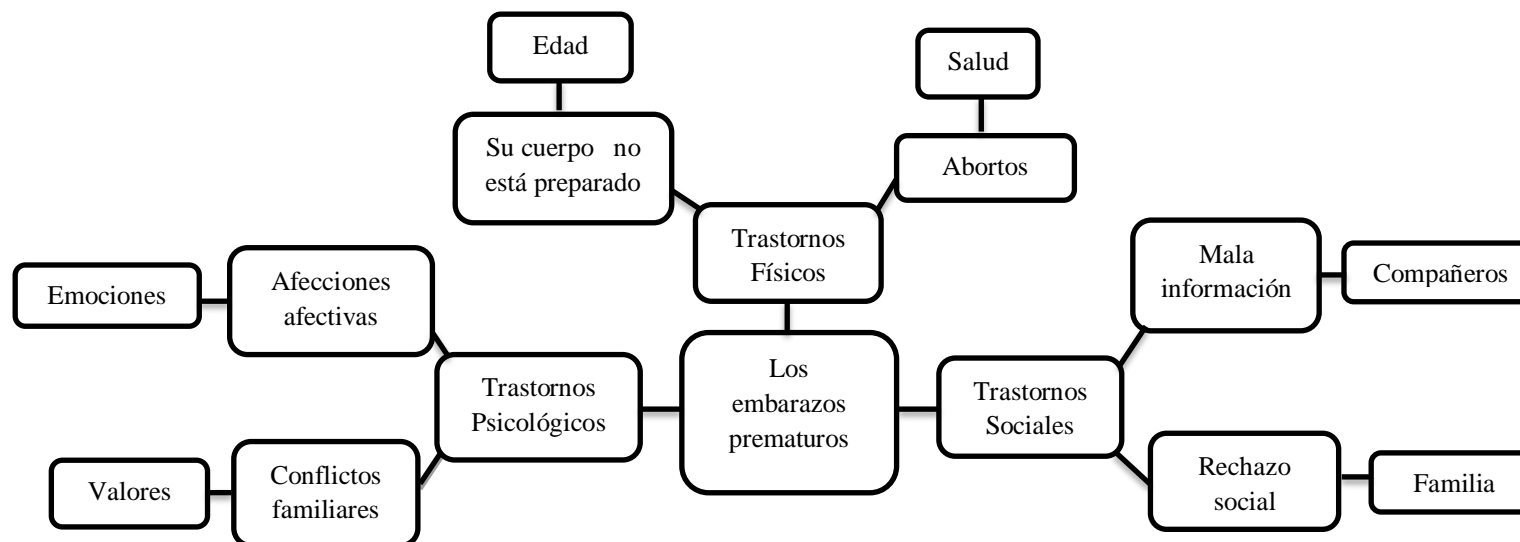 Edad
Salud
Su cuerpo no
está preparado
Abortos
Trastornos
Físicos
Mala
información
Compañeros
Emociones
Afecciones
afectivas
Trastornos
Psicológicos
Los
embarazos
prematuros
Trastornos
Sociales
Valores
Conflictos
familiares
Rechazo
social
Familia